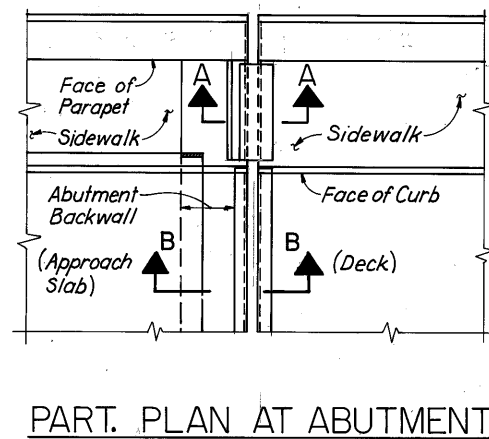 A
A
Face of
Parapet
Sidewalk
Sidewalk
Abutment
Backwall
Face of Curb
B
B
(Approach
Slab)
(Deck)
PART. PLAN AT ABUTMENT